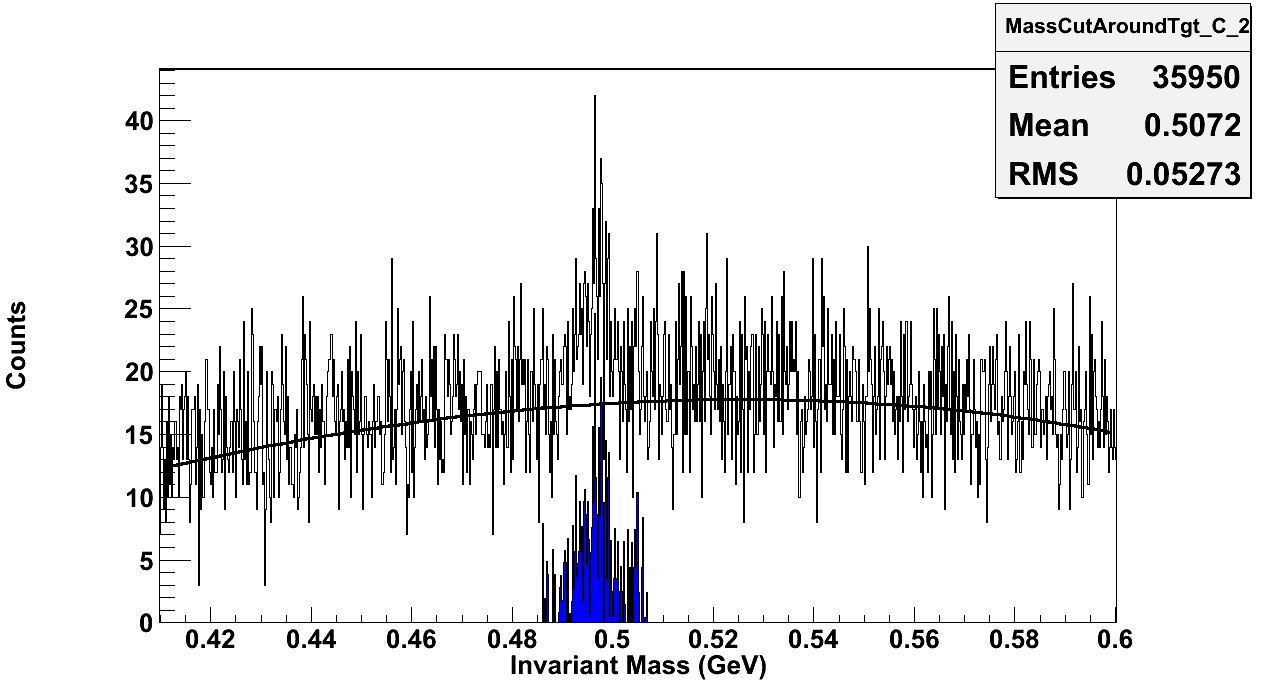 MassCutAroundTgt_C_2
Entries 35950
Mean 0.5072
RMS 0.05273
Counts
40
35
30
25
20
15
10
5
0
0.42 0.44 0.46 0.48 0.5 0.52 0.54 0.56 0.58 0.6
Invariant Mass (GeV)